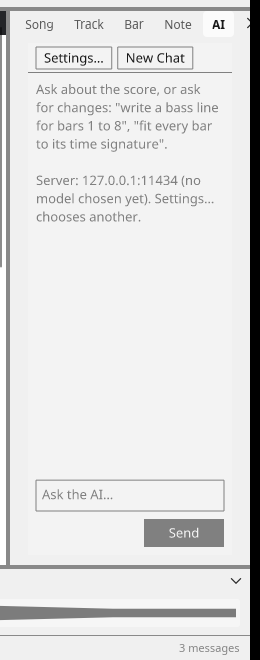 Song Track Bar Note AI
Settings... New Chat
Ask about the score, or ask
for changes: "write a bass line
for bars 1 to 8", "fit every bar
to its time signature".
Server: 127.0.0.1:11434 (no
model chosen yet). Settings...
chooses another.
Ask the AI...
Send
3 messages